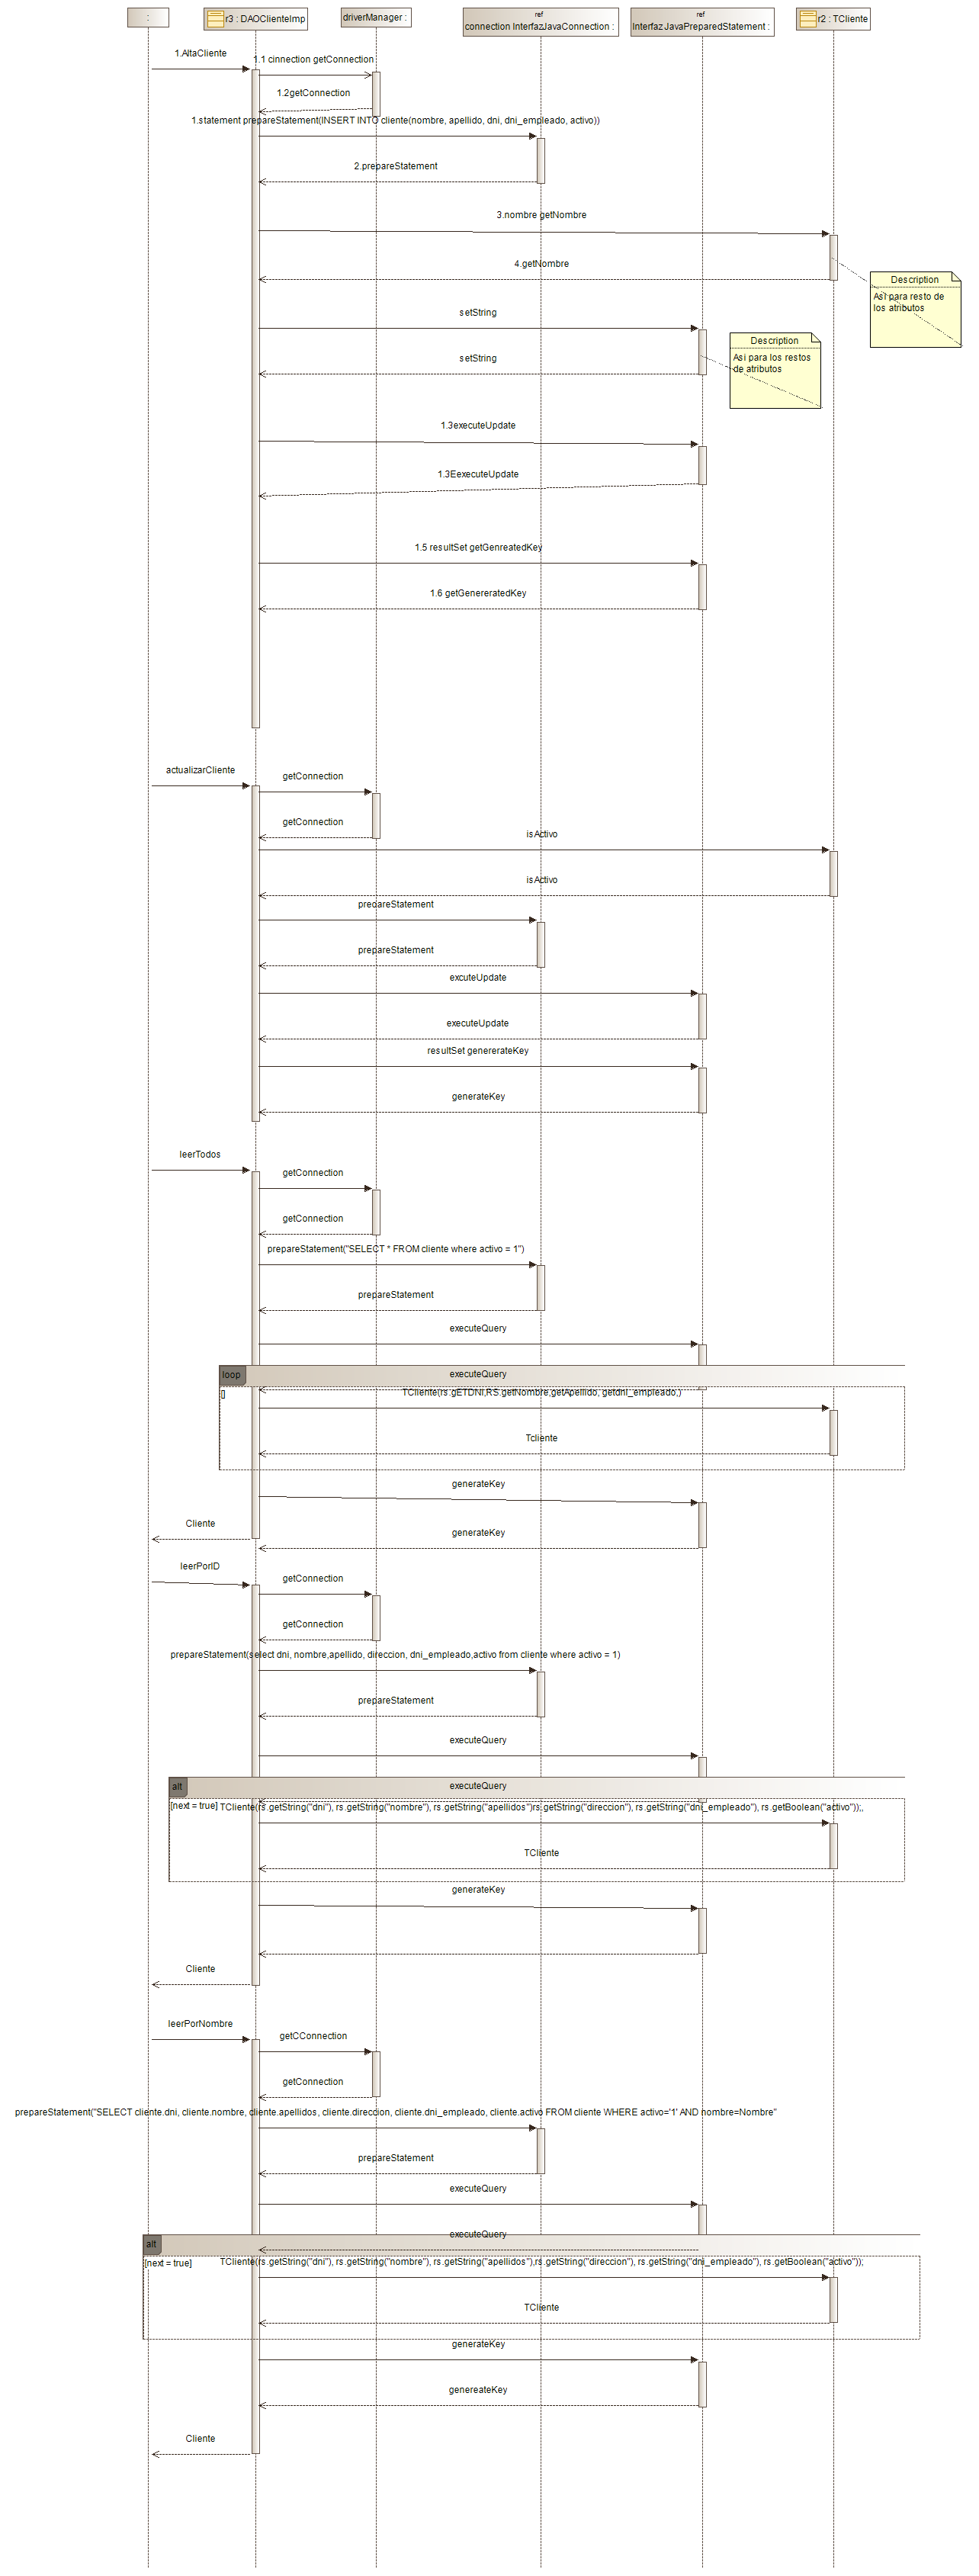 :
r3 : DAOClienteImp
driverManager :
ref
connection InterfazJavaConnection :
ref
Interfaz JavaPreparedStatement :
r2 : TCliente
1.AltaCliente
1.1 cinnection getConnection
1.2getConnection
1.statement prepareStatement(INSERT INTO cliente(nombre, apellido, dni, dni_empleado, activo))
2.prepareStatement
3.nombre getNombre
4.getNombre
Description
Asi para resto de
los atributos
setString
Description
Asi para los restos
de atributos
setString
1.3executeUpdate
1.3EexecuteUpdate
1.5 resultSet getGenreatedKey
1.6 getGenereratedKey
actualizarCliente
getConnection
getConnection
isActivo
isActivo
preoareStatement
prepareStatement
excuteUpdate
executeUpdate
resultSet genererateKey
generateKey
leerTodos
getConnection
getConnection
prepareStatement("SELECT * FROM cliente where activo = 1")
prepareStatement
executeQuery
loop
executeQuery
[]
TCliente(rs.gETDNI,RS.getNombre,getApellido, getdni_empleado,)
Tcliente
generateKey
Cliente
generateKey
leerPorID
getConnection
getConnection
prepareStatement(select dni, nombre,apellido, direccion, dni_empleado,activo from cliente where activo = 1)
prepareStatement
executeQuery
alt
executeQuery
[next = true]
TCliente(rs.getString("dni"), rs.getString("nombre"), rs.getString("apellidos")rs.getString("direccion"), rs.getString("dni_empleado"), rs.getBoolean("activo"));,
TCliente
generateKey
Cliente
leerPorNombre
getCConnection
getConnection
prepareStatement("SELECT cliente.dni, cliente.nombre, cliente.apellidos, cliente.direccion, cliente.dni_empleado, cliente.activo FROM cliente WHERE activo='1' AND nombre=Nombre"
prepareStatement
executeQuery
alt
executeQuery
[next = true]
TCliente(rs.getString("dni"), rs.getString("nombre"), rs.getString("apellidos"),rs.getString("direccion"), rs.getString("dni_empleado"), rs.getBoolean("activo"));
TCliente
generateKey
genereateKey
Cliente